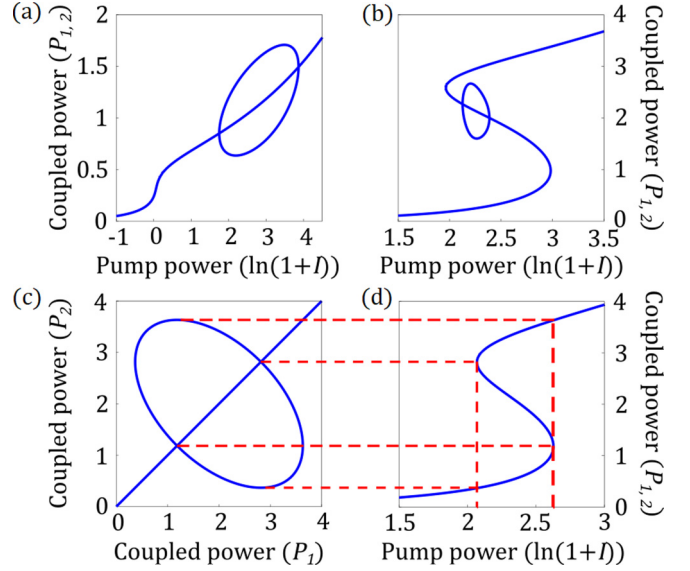 (a)
(b)
Coupled power (P1,2)
2
1.5
1
0.5
0
-1 0 1 2 3 4
Pump power (ln(1+I))
4
3
2
1
0
Coupled power (P1,2)
1.5 2 2.5 3 3.5
Pump power (ln(1+I))
(c)
(d)
Coupled power (P2)
4
3
2
1
0
0 1 2 3 4
Coupled power (P1)
4
3
2
1
0
Coupled power (P1,2)
1.5 2 2.5 3
Pump power (ln(1+I))